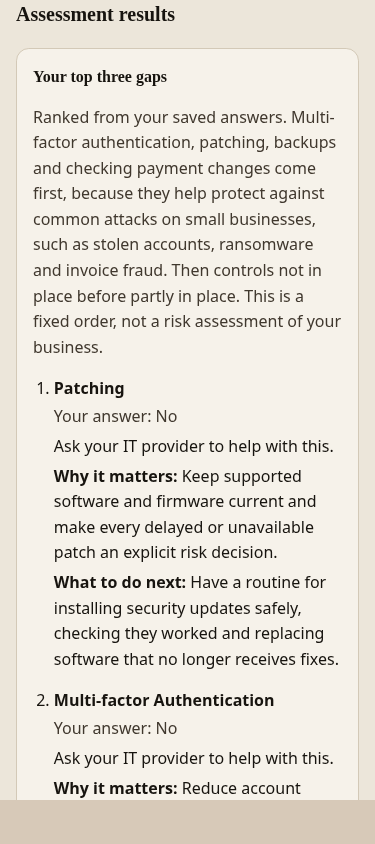 Assessment results
Your top three gaps
Ranked from your saved answers. Multi-
factor authentication, patching, backups
and checking payment changes come
first, because they help protect against
common attacks on small businesses,
such as stolen accounts, ransomware
and invoice fraud. Then controls not in
place before partly in place. This is a
fixed order, not a risk assessment of your
business.
1. Patching
Your answer: No
Ask your IT provider to help with this.
Why it matters: Keep supported
software and firmware current and
make every delayed or unavailable
patch an explicit risk decision.
What to do next: Have a routine for
installing security updates safely,
checking they worked and replacing
software that no longer receives fixes.
2. Multi-factor Authentication
Your answer: No
Ask your IT provider to help with this.
Why it matters: Reduce account